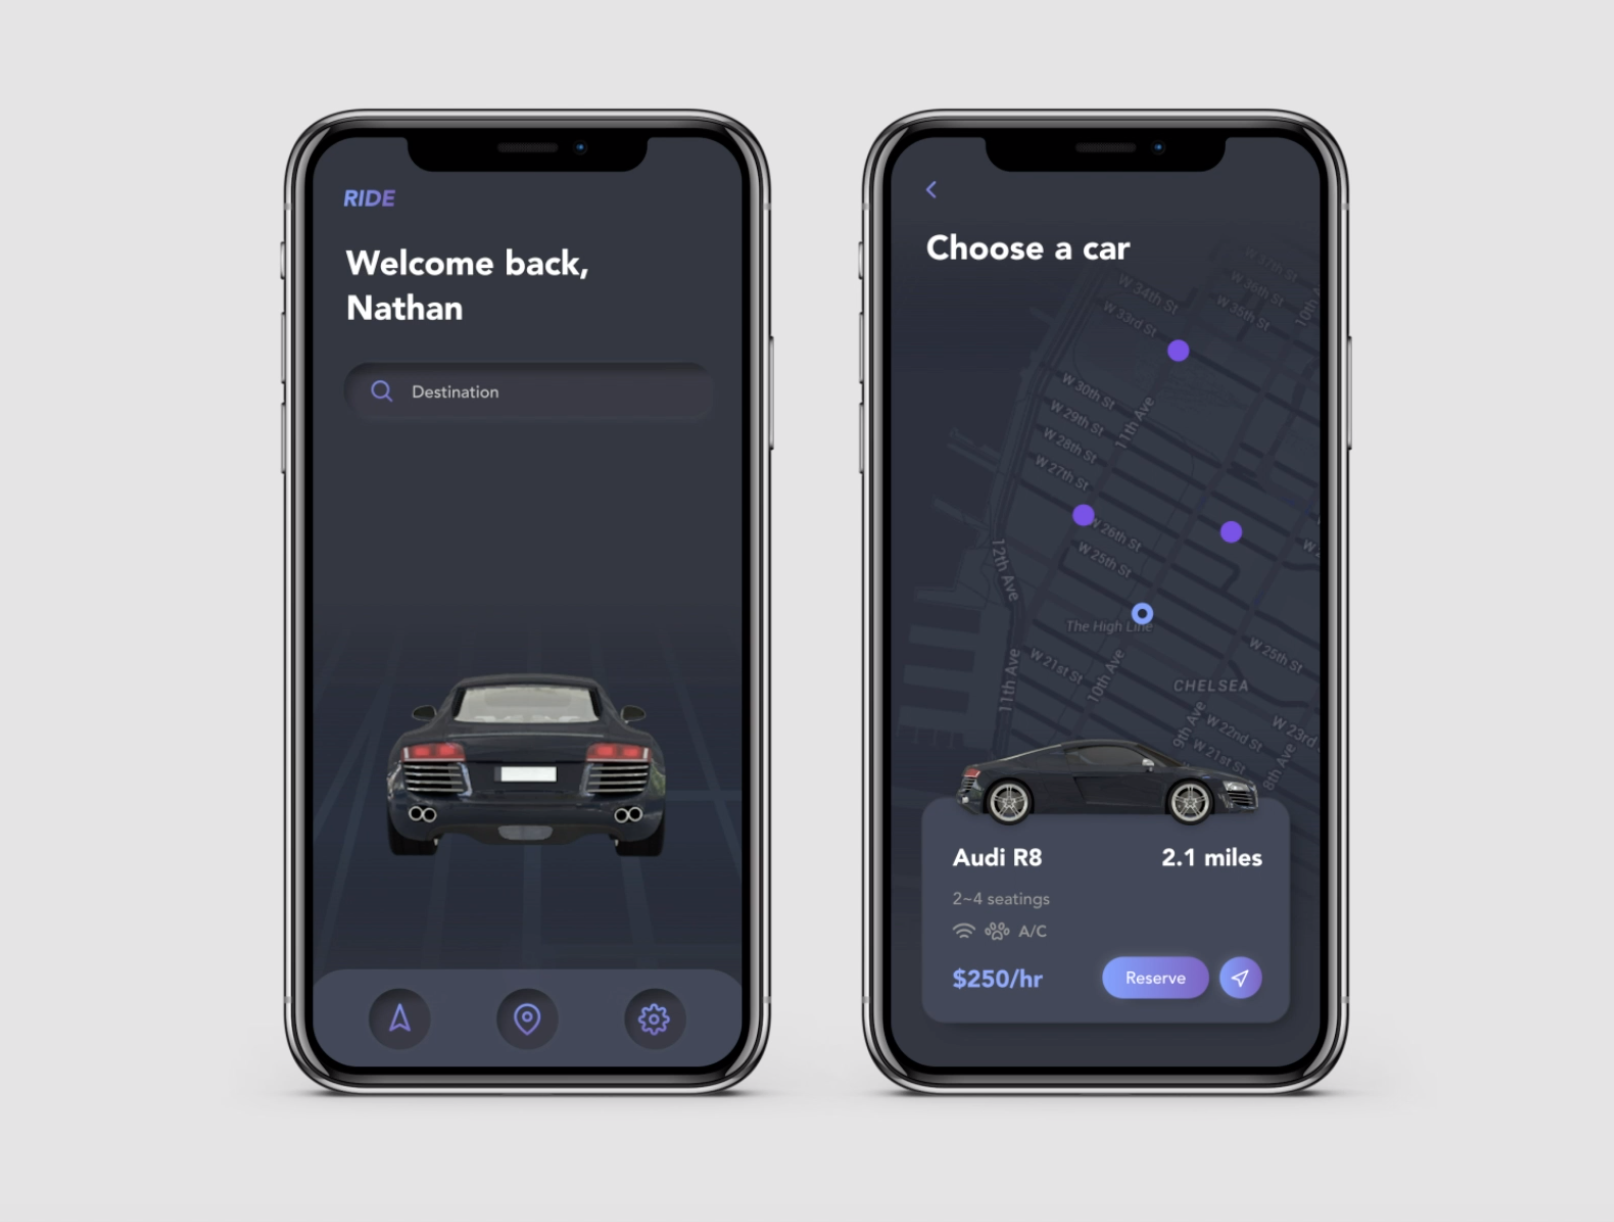 RIDE
Welcome back,
Nathan
Destination
Choose a car
W 37th St
W 36th St
W 35th St
10th
W 34th St
W 33rd St
W 30th St
W 29th St
W 28th St
W 27th St
11th Ave
W 26th St
W 25th St
12th Ave
The High Line
W 21st St
10th Ave
11th Ave
W 25th St
CHELSEA
9th Ave
W 22nd St
W 21st St
W 23rd
8th Ave
Audi R8
2.1 miles
2~4 seatings
A/C
$250/hr
Reserve